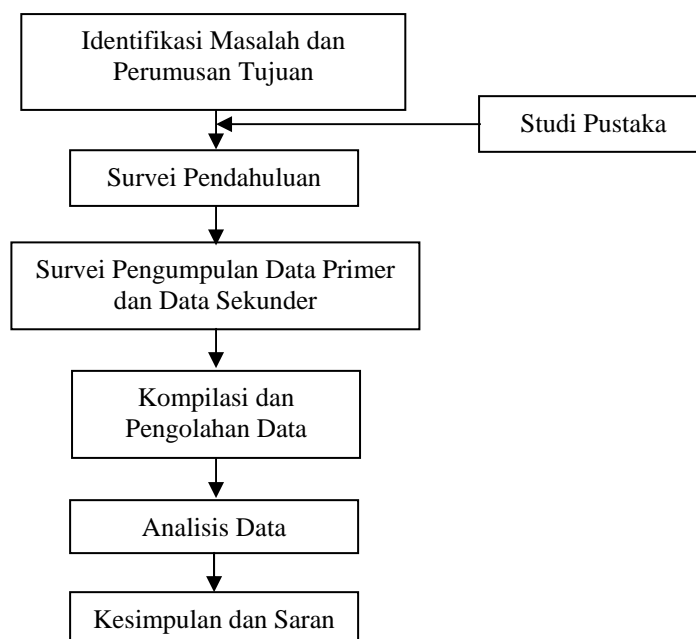 Identifikasi Masalah dan
Perumusan Tujuan
Studi Pustaka
Survei Pendahuluan
Survei Pengumpulan Data Primer
dan Data Sekunder
Kompilasi dan
Pengolahan Data
Analisis Data
Kesimpulan dan Saran